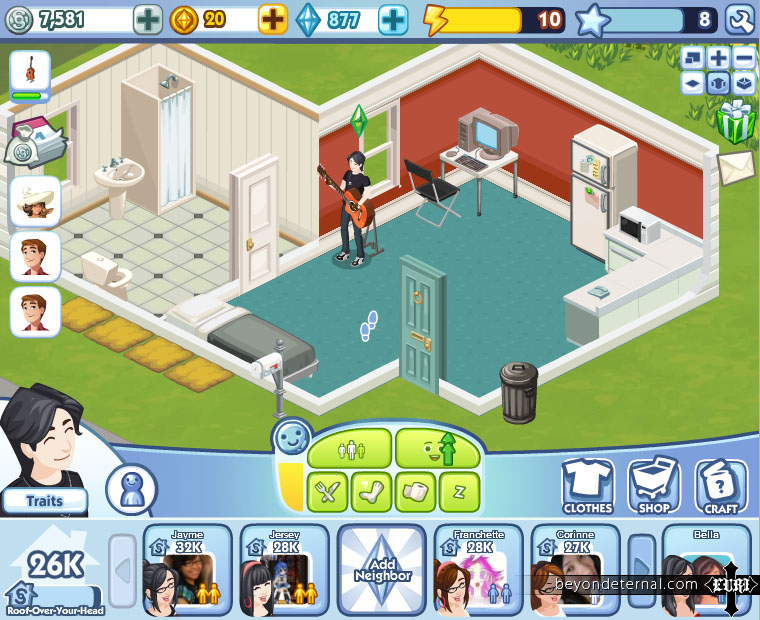 7,581
20
877
10
8
Traits
z
CLOTHES
SHOP
?
CRAFT
26K
Roof-Over-Your-Head
Jayme
32K
Jersey
28K
Add
Neighbor
Franchette
28K
Corinne
27K
Bella
beyondeternal.com